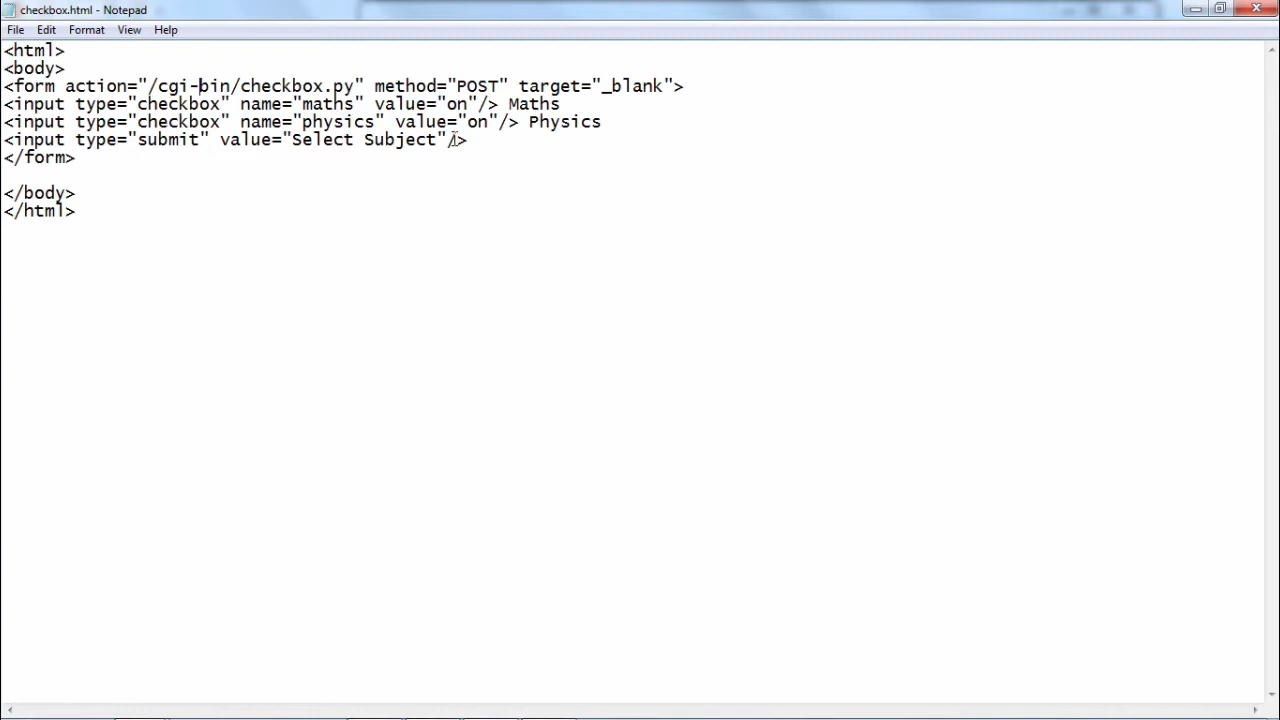 checkbox.html - Notepad
File Edit Format View Help
<html>
<body>
<form action="/cgi-bin/checkbox.py" method="POST" target="_blank">
<input type="checkbox" name="maths" value="on"/> Maths
<input type="checkbox" name="physics" value="on"/> Physics
<input type="submit" value="Select Subject"/>
</form>
</body>
</html>